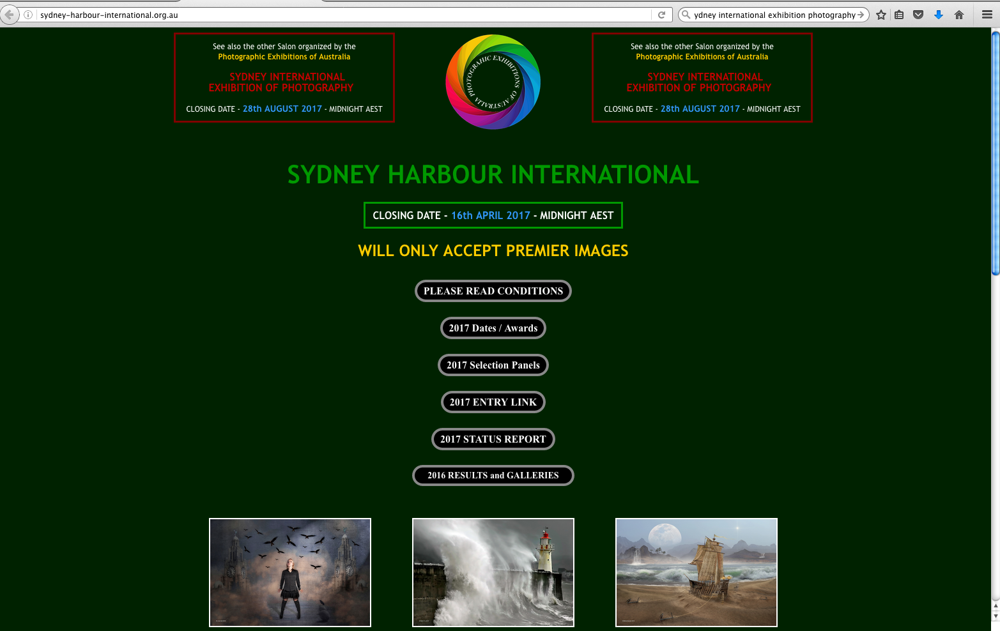 sydney-harbour-international.org.au
ydney international exhibition photography
See also the other Salon organized by the
Photographic Exhibitions of Australia
SYDNEY INTERNATIONAL
EXHIBITION OF PHOTOGRAPHY
CLOSING DATE - 28th AUGUST 2017 - MIDNIGHT AEST
PHOTOGRAHIC EXHIBITIONS OF AUSTRALIA
See also the other Salon organized by the
Photographic Exhibitions of Australia
SYDNEY INTERNATIONAL
EXHIBITION OF PHOTOGRAPHY
CLOSING DATE - 28th AUGUST 2017 - MIDNIGHT AEST
SYDNEY HARBOUR INTERNATIONAL
CLOSING DATE - 16th APRIL 2017 - MIDNIGHT AEST
WILL ONLY ACCEPT PREMIER IMAGES
PLEASE READ CONDITIONS
2017 Dates / Awards
2017 Selection Panels
2017 ENTRY LINK
2017 STATUS REPORT
2016 RESULTS and GALLERIES